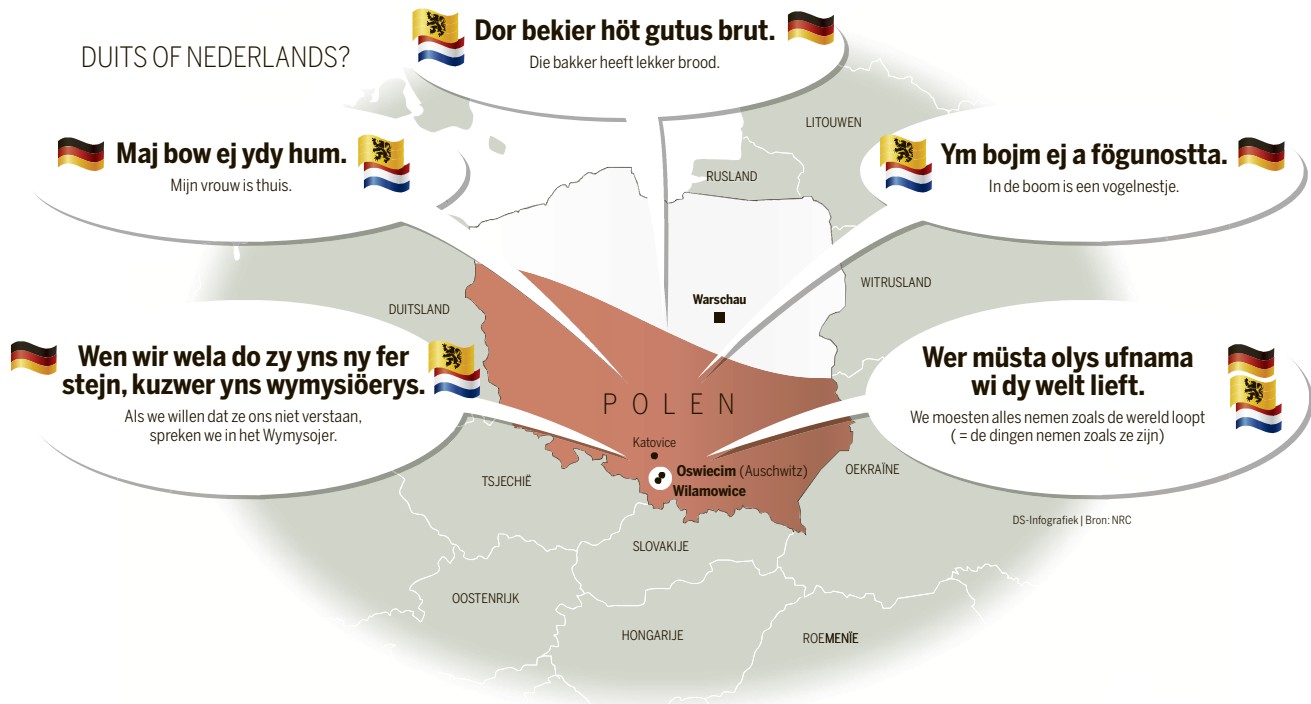 DUITS OF NEDERLANDS?
Dor bekier höt gutus brut.
Die bakker heeft lekker brood.
Maj bow ej ydy hum.
Mijn vrouw is thuis.
Ym bojm ej a fögunostta.
In de boom is een vogelnestje.
Wen wir wela do zy yns ny fer
stejn, kuzwer yns wymysiöerys.
Als we willen dat ze ons niet verstaan,
spreken we in het Wymysojer.
Wer müsta olys ufnama
wi dy welt lieft.
We moesten alles nemen zoals de wereld loopt
( = de dingen nemen zoals ze zijn)
LITOUWEN
RUSLAND
WITRUSLAND
DUITSLAND
Warschau
POLEN
Katovice
Oswiecim (Auschwitz)
Wilamowice
OEKRAÏNE
TSJECHIË
SLOVAKIJE
OOSTENRIJK
HONGARIJE
ROEMENÏE
DS-Infografiek | Bron: NRC